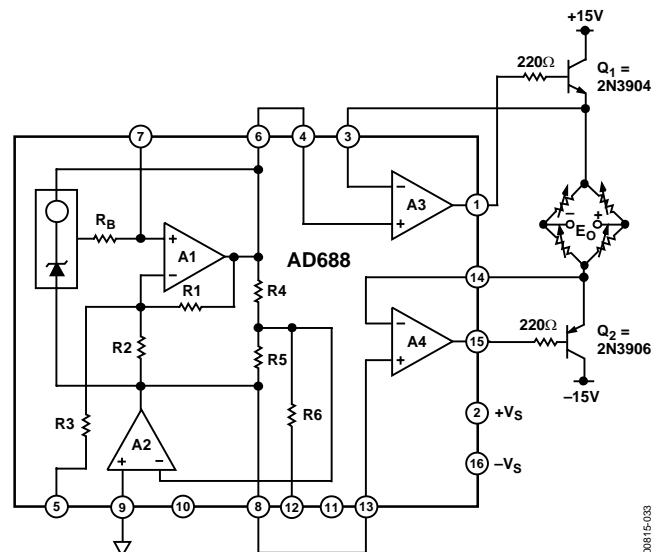 +15V
220Ω
Q1 =
2N3904
7
6
4
3
−
A3
+
1
RB
+
A1
−
AD688
R1
R4
−
EO
+
14
R2
R5
−
A4
+
15
220Ω
Q2 =
2N3906
R3
R6
−15V
A2
+
−
2
+VS
16
−VS
5
9
10
8
12
11
13
00815-033